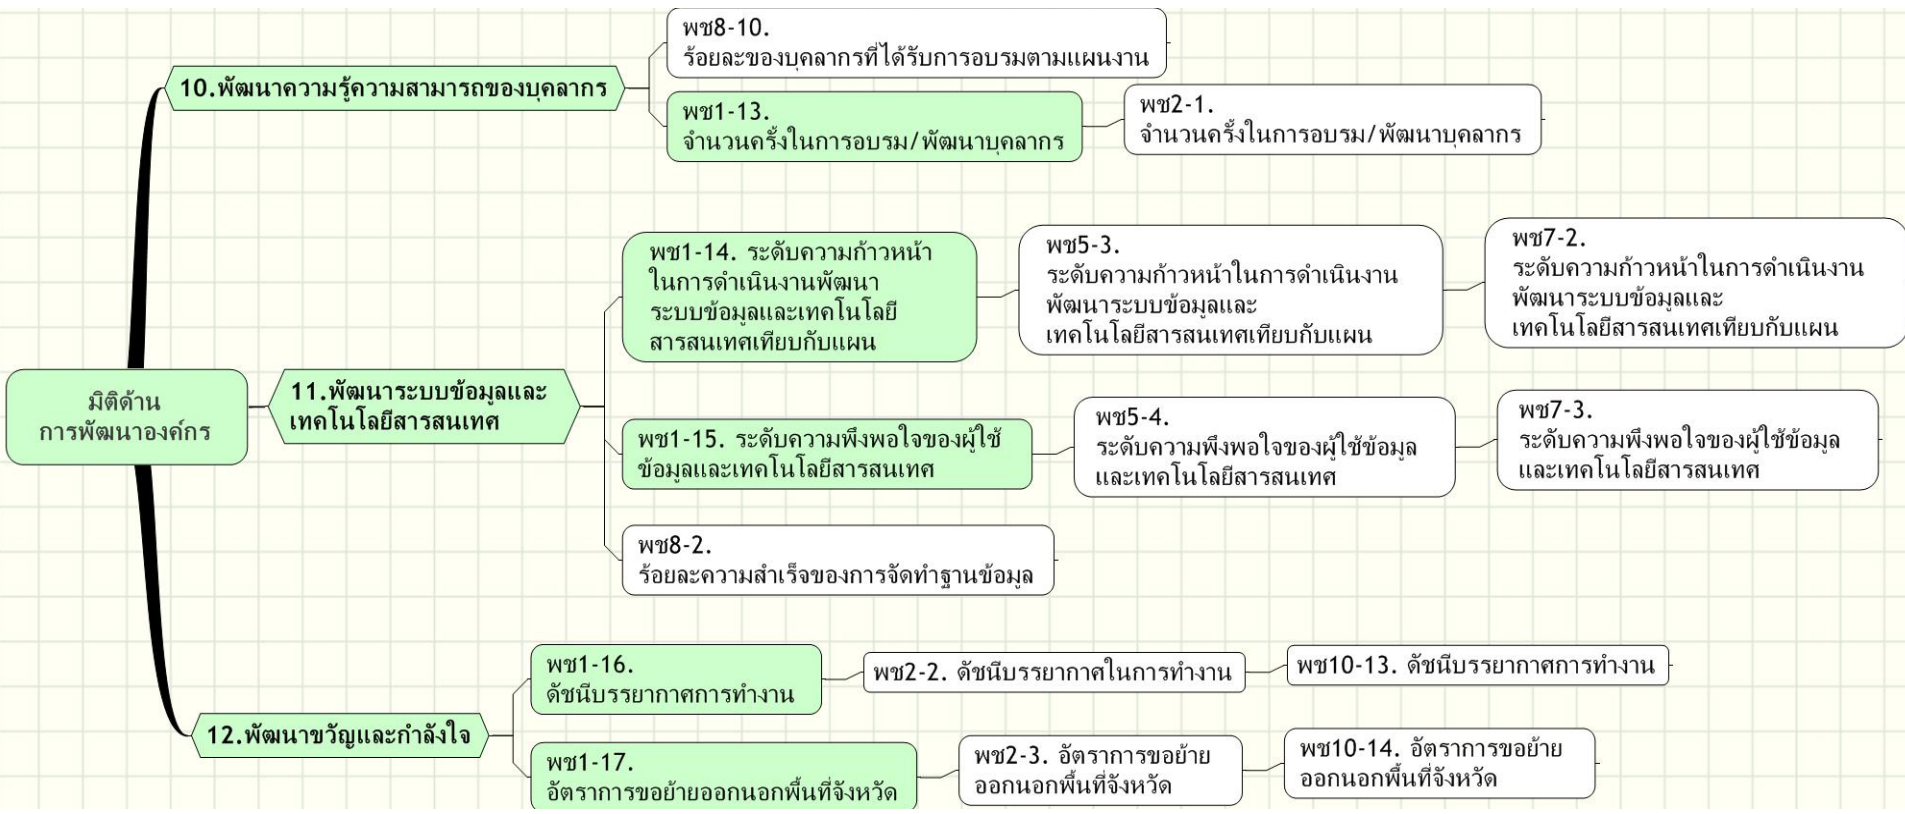 พช8-10.
ร้อยละของบุคลากรที่ได้รับการอบรมตามแผนงาน
10.พัฒนาความรู้ความสามารถของบุคลากร
พช1-13.
จำนวนครั้งในการอบรม/พัฒนาบุคลากร
พช2-1.
จำนวนครั้งในการอบรม/พัฒนาบุคลากร
พช1-14. ระดับความก้าวหน้า
ในการดำเนินงานพัฒนา
ระบบข้อมูลและเทคโนโลยี
สารสนเทศเทียบกับแผน
พช5-3.
ระดับความก้าวหน้าในการดำเนินงาน
พัฒนาระบบข้อมูลและ
เทคโนโลยีสารสนเทศเทียบกับแผน
พช7-2.
ระดับความก้าวหน้าในการดำเนินงาน
พัฒนาระบบข้อมูลและ
เทคโนโลยีสารสนเทศเทียบกับแผน
มิติด้าน
การพัฒนาองค์กร
11.พัฒนาระบบข้อมูลและ
เทคโนโลยีสารสนเทศ
พช1-15. ระดับความพึงพอใจของผู้ใช้
ข้อมูลและเทคโนโลยีสารสนเทศ
พช5-4.
ระดับความพึงพอใจของผู้ใช้ข้อมูล
และเทคโนโลยีสารสนเทศ
พช7-3.
ระดับความพึงพอใจของผู้ใช้ข้อมูล
และเทคโนโลยีสารสนเทศ
พช8-2.
ร้อยละความสำเร็จของการจัดทำฐานข้อมูล
12.พัฒนาขวัญและกำลังใจ
พช1-16.
ดัชนีบรรยากาศการทำงาน
พช2-2. ดัชนีบรรยากาศในการทำงาน
พช10-13. ดัชนีบรรยากาศการทำงาน
พช1-17.
อัตราการขอย้ายออกนอกพื้นที่จังหวัด
พช2-3. อัตราการขอย้าย
ออกนอกพื้นที่จังหวัด
พช10-14. อัตราการขอย้าย
ออกนอกพื้นที่จังหวัด